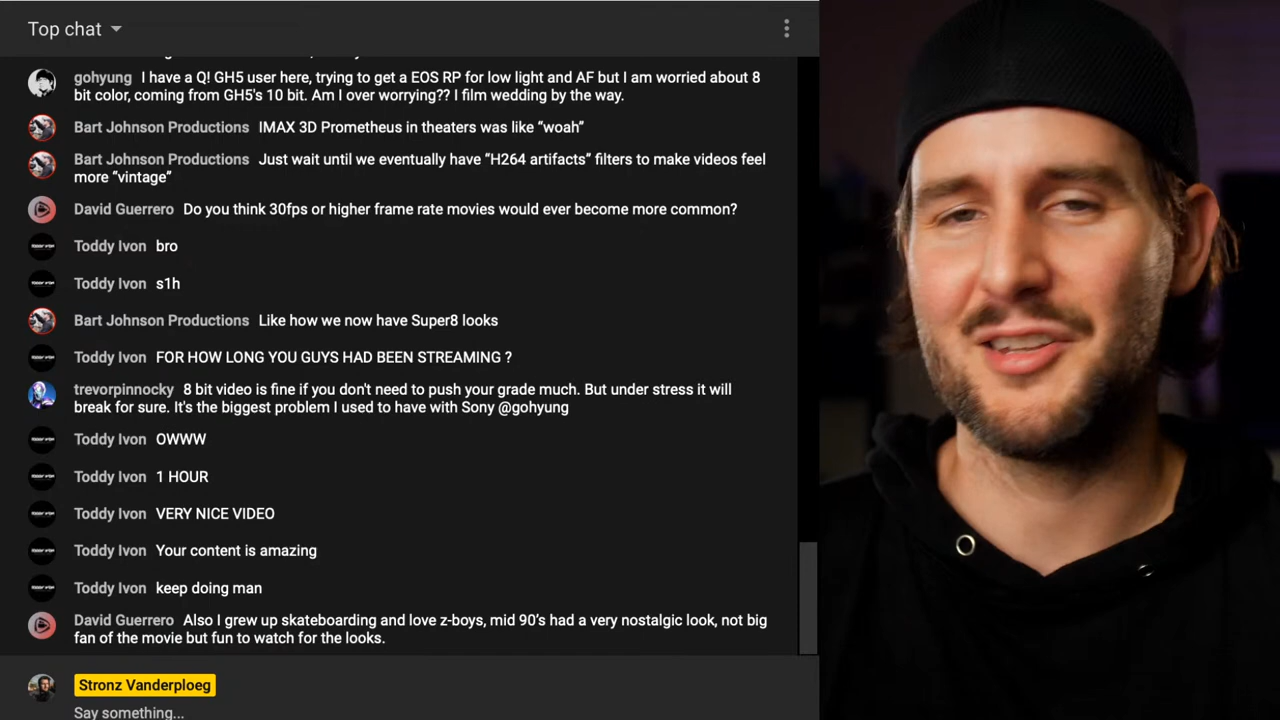 Top chat
gohyung I have a Q! GH5 user here, trying to get a EOS RP for low light and AF but I am worried about 8
bit color, coming from GH5's 10 bit. Am I over worrying?? I film wedding by the way.
Bart Johnson Productions IMAX 3D Prometheus in theaters was like “woah”
Bart Johnson Productions Just wait until we eventually have “H264 artifacts” filters to make videos feel
more “vintage”
David Guerrero Do you think 30fps or higher frame rate movies would ever become more common?
Toddy Ivon bro
Toddy Ivon s1h
Bart Johnson Productions Like how we now have Super8 looks
Toddy Ivon FOR HOW LONG YOU GUYS HAD BEEN STREAMING ?
trevorpinnocky 8 bit video is fine if you don't need to push your grade much. But under stress it will
break for sure. It's the biggest problem I used to have with Sony @gohyung
Toddy Ivon OWWW
Toddy Ivon 1 HOUR
Toddy Ivon VERY NICE VIDEO
Toddy Ivon Your content is amazing
Toddy Ivon keep doing man
David Guerrero Also I grew up skateboarding and love z-boys, mid 90’s had a very nostalgic look, not big
fan of the movie but fun to watch for the looks.
Stronz Vanderploeg
Say something...